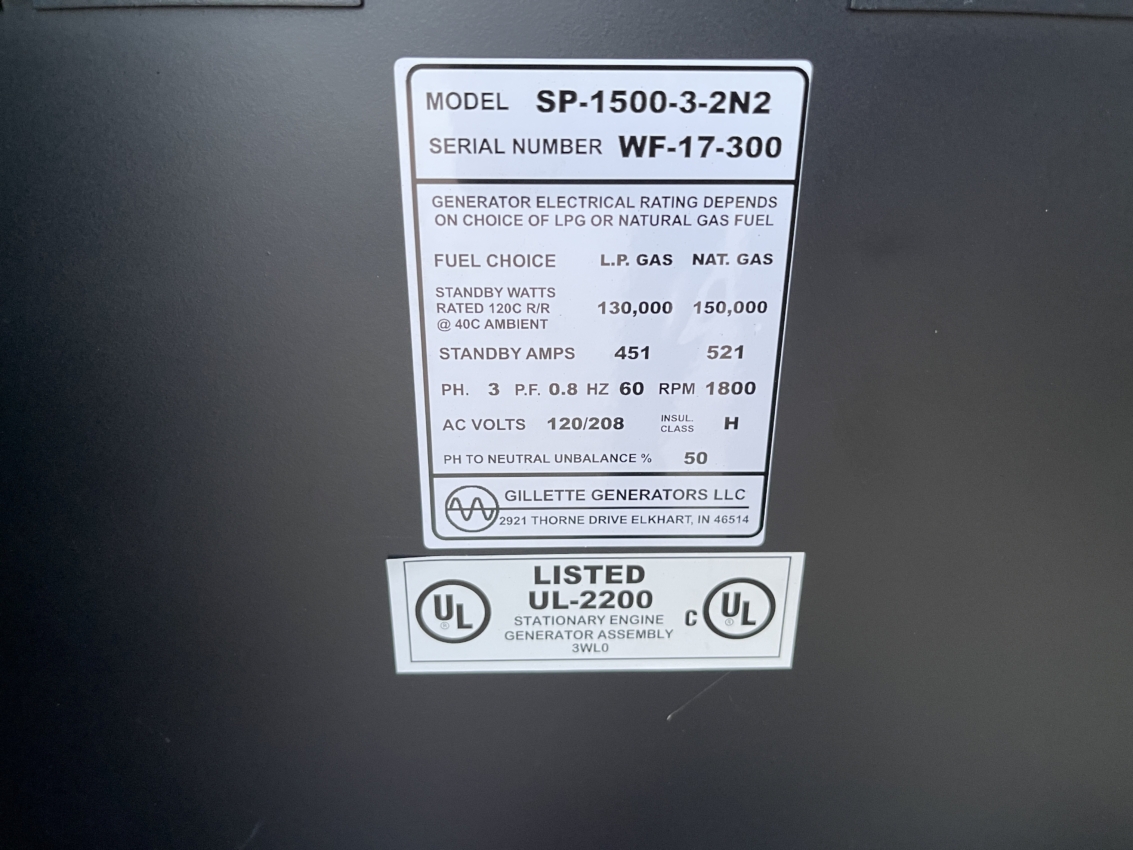 MODEL SP-1500-3-2N2
SERIAL NUMBER WF-17-300
GENERATOR ELECTRICAL RATING DEPENDS
ON CHOICE OF LPG OR NATURAL GAS FUEL
FUEL CHOICE L.P. GAS NAT. GAS
STANDBY WATTS
RATED 120C R/R 130,000 150,000
@ 40C AMBIENT
STANDBY AMPS 451 521
PH. 3 P.F. 0.8 HZ 60 RPM 1800
AC VOLTS 120/208 INSUL. CLASS H
PH TO NEUTRAL UNBALANCE % 50
GILLETTE GENERATORS LLC
2921 THORNE DRIVE ELKHART, IN 46514
LISTED
UL-2200
STATIONARY ENGINE
GENERATOR ASSEMBLY
3WL0
UL ®
C UL ®